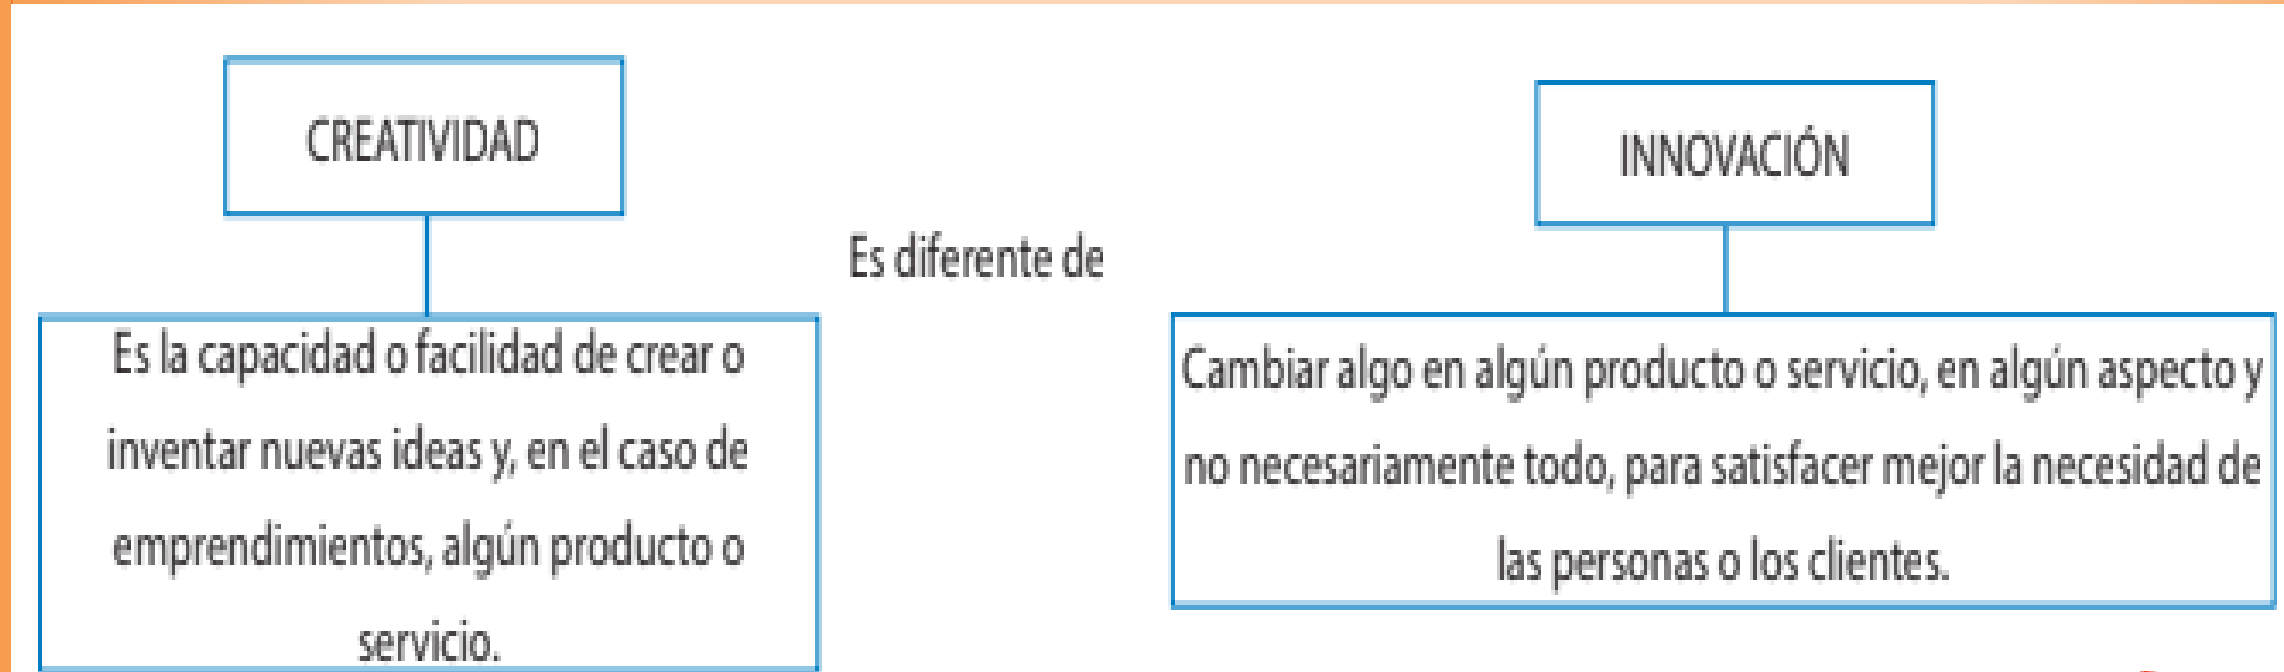 CREATIVIDAD
Es la capacidad o facilidad de crear o
inventar nuevas ideas y, en el caso de
emprendimientos, algún producto o
servicio.
Es diferente de
INNOVACIÓN
Cambiar algo en algún producto o servicio, en algún aspecto y
no necesariamente todo, para satisfacer mejor la necesidad de
las personas o los clientes.